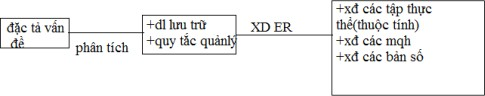 đặc tả vấn
đề
phân tích
+dl lưu trữ
+quy tắc quảnlý
XD ER
+xđ các tập thực
thể(thuộc tính)
+xđ các mqh
+xđ các bản số